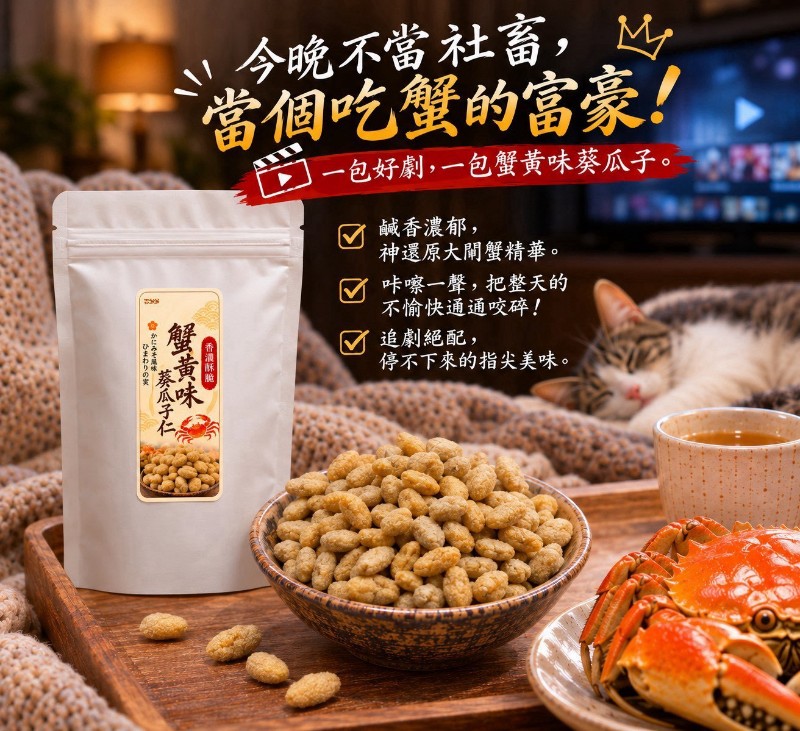 今晚不當社畜，
當個吃蟹的富豪！
一包好劇，一包蟹黃味葵瓜子。
鹹香濃郁，
神還原大閘蟹精華。
咔嚓一聲，把整天的
不愉快通通咬碎！
追劇絕配，
停不下來的指尖美味。
香濃酥脆
蟹黃味
葵瓜子仁
かにみそ風味
ひまわりの実